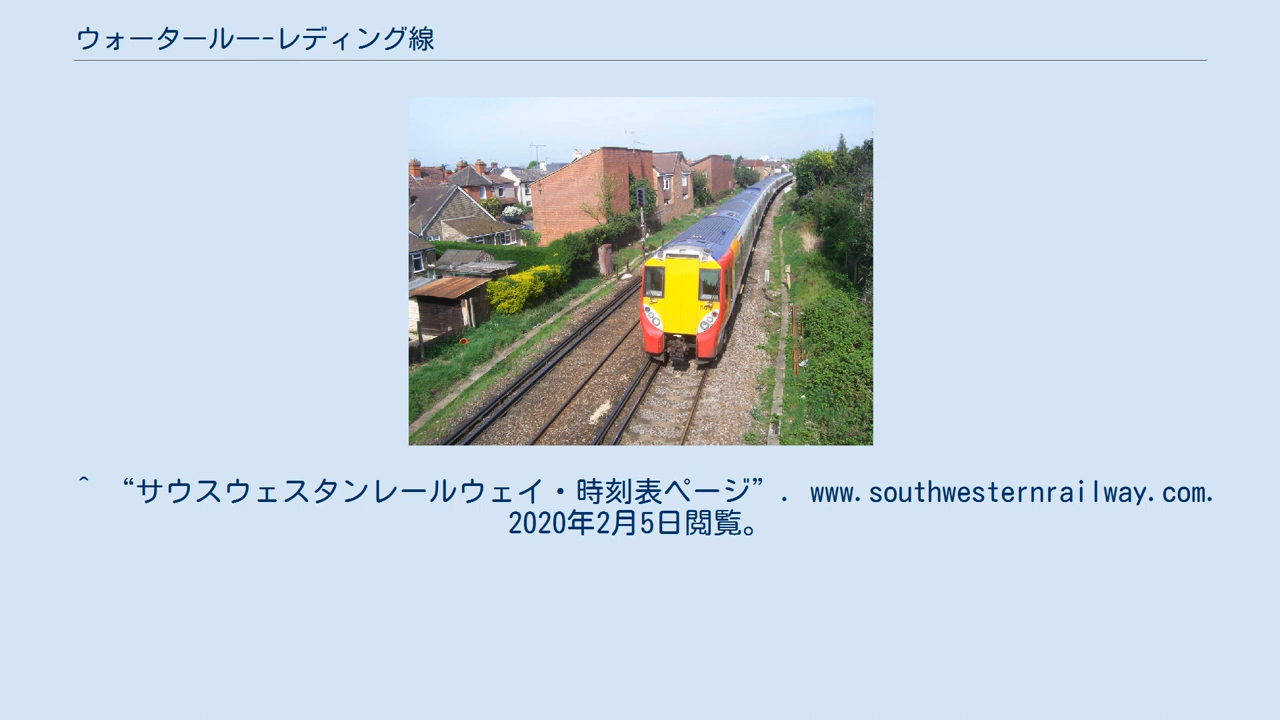 ウォータールー-レディング線
^ “サウスウェスタンレールウェイ・時刻表ページ”. www.southwesternrailway.com.
2020年2月5日閲覧。